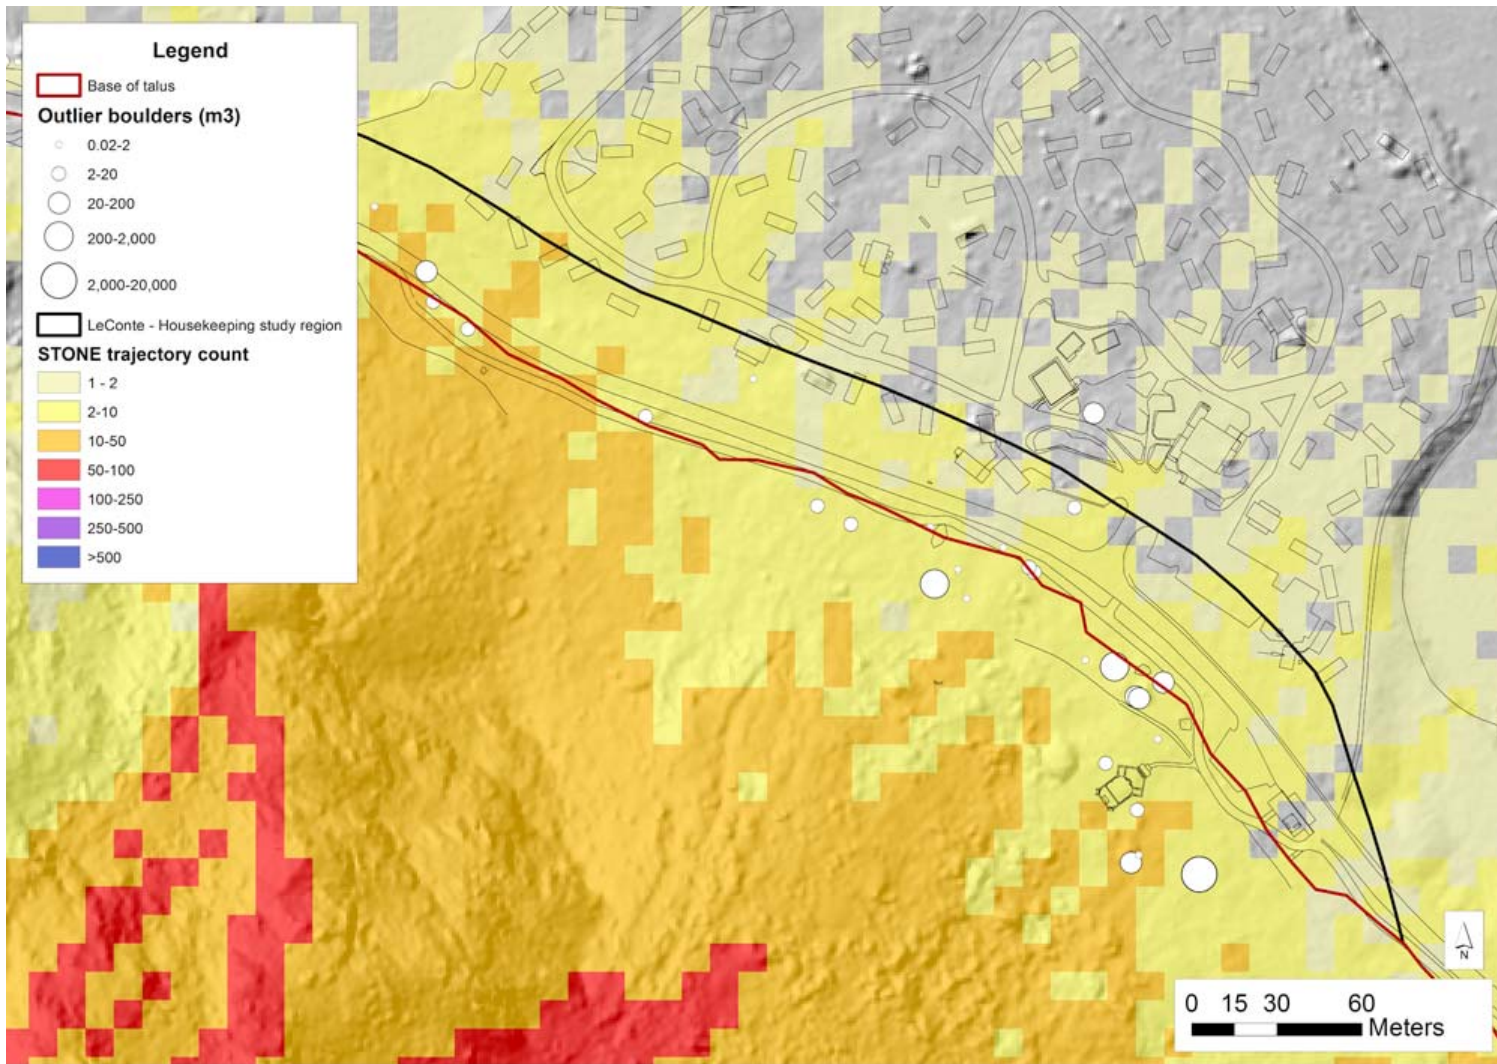 Legend
Base of talus
Outlier boulders (m3)
0.02-2
2-20
20-200
200-2,000
2,000-20,000
LeConte - Housekeeping study region
STONE trajectory count
1 - 2
2-10
10-50
50-100
100-250
250-500
>500
N
0 15 30 60
Meters